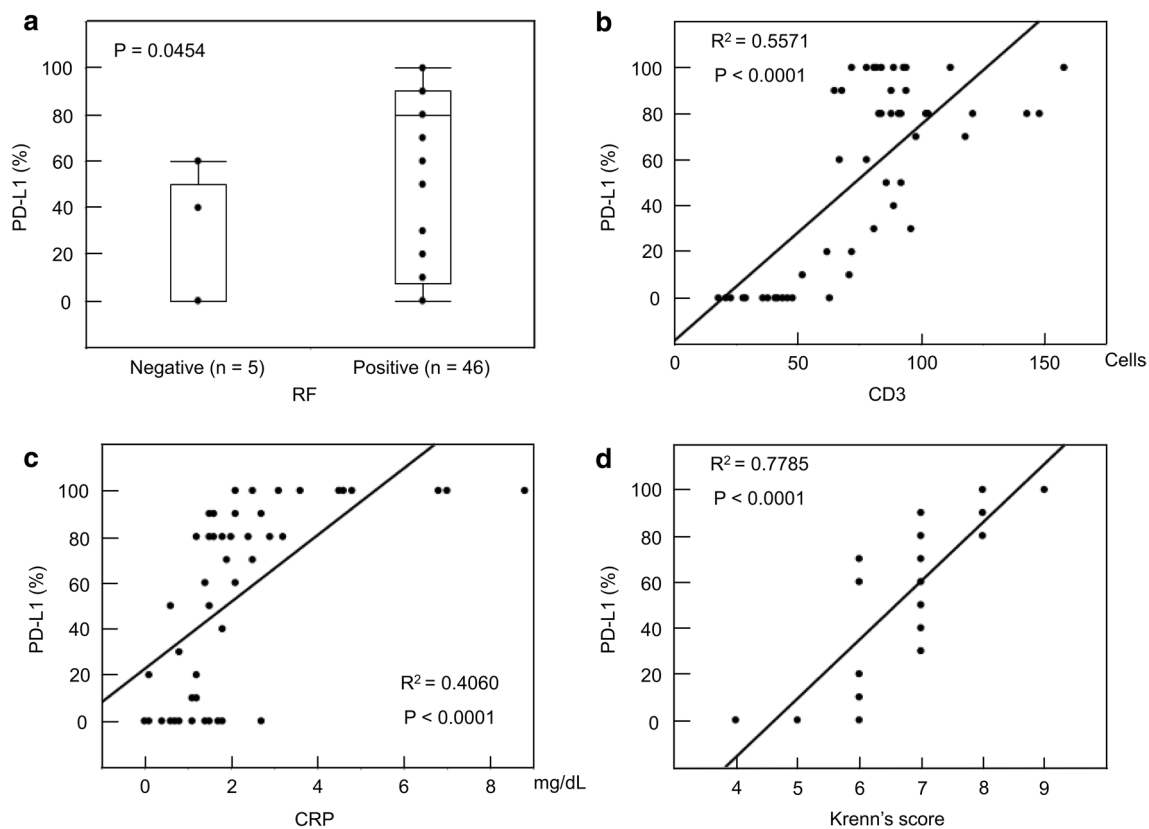 a
P = 0.0454
100
80
60
40
20
0
PD-L1 (%)
Negative (n = 5)
Positive (n = 46)
RF
b
R² = 0.5571
P < 0.0001
100
80
60
40
20
0
PD-L1 (%)
0
50
100
150
Cells
CD3
c
100
80
60
40
20
0
PD-L1 (%)
R² = 0.4060
P < 0.0001
0
2
4
6
8
mg/dL
CRP
d
R² = 0.7785
P < 0.0001
100
80
60
40
20
0
PD-L1 (%)
4
5
6
7
8
9
Krenn’s score